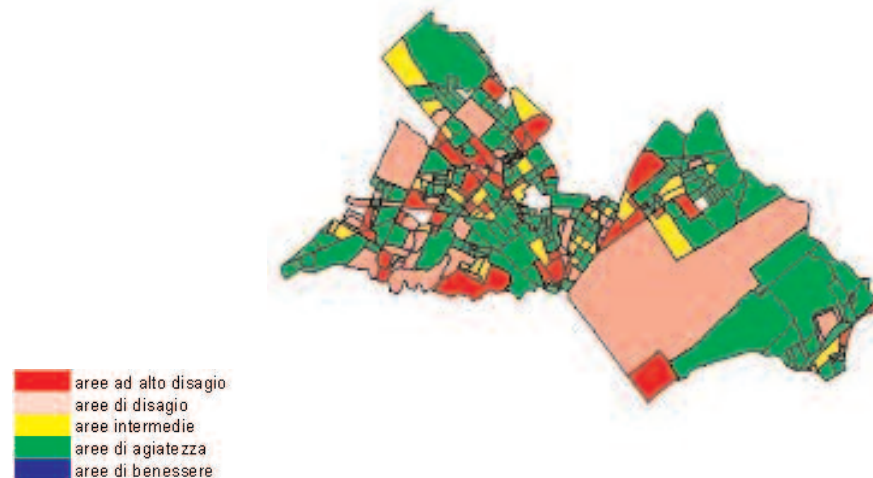 aree ad alto disagio
aree di disagio
aree intermedie
aree di agiatezza
aree di benessere